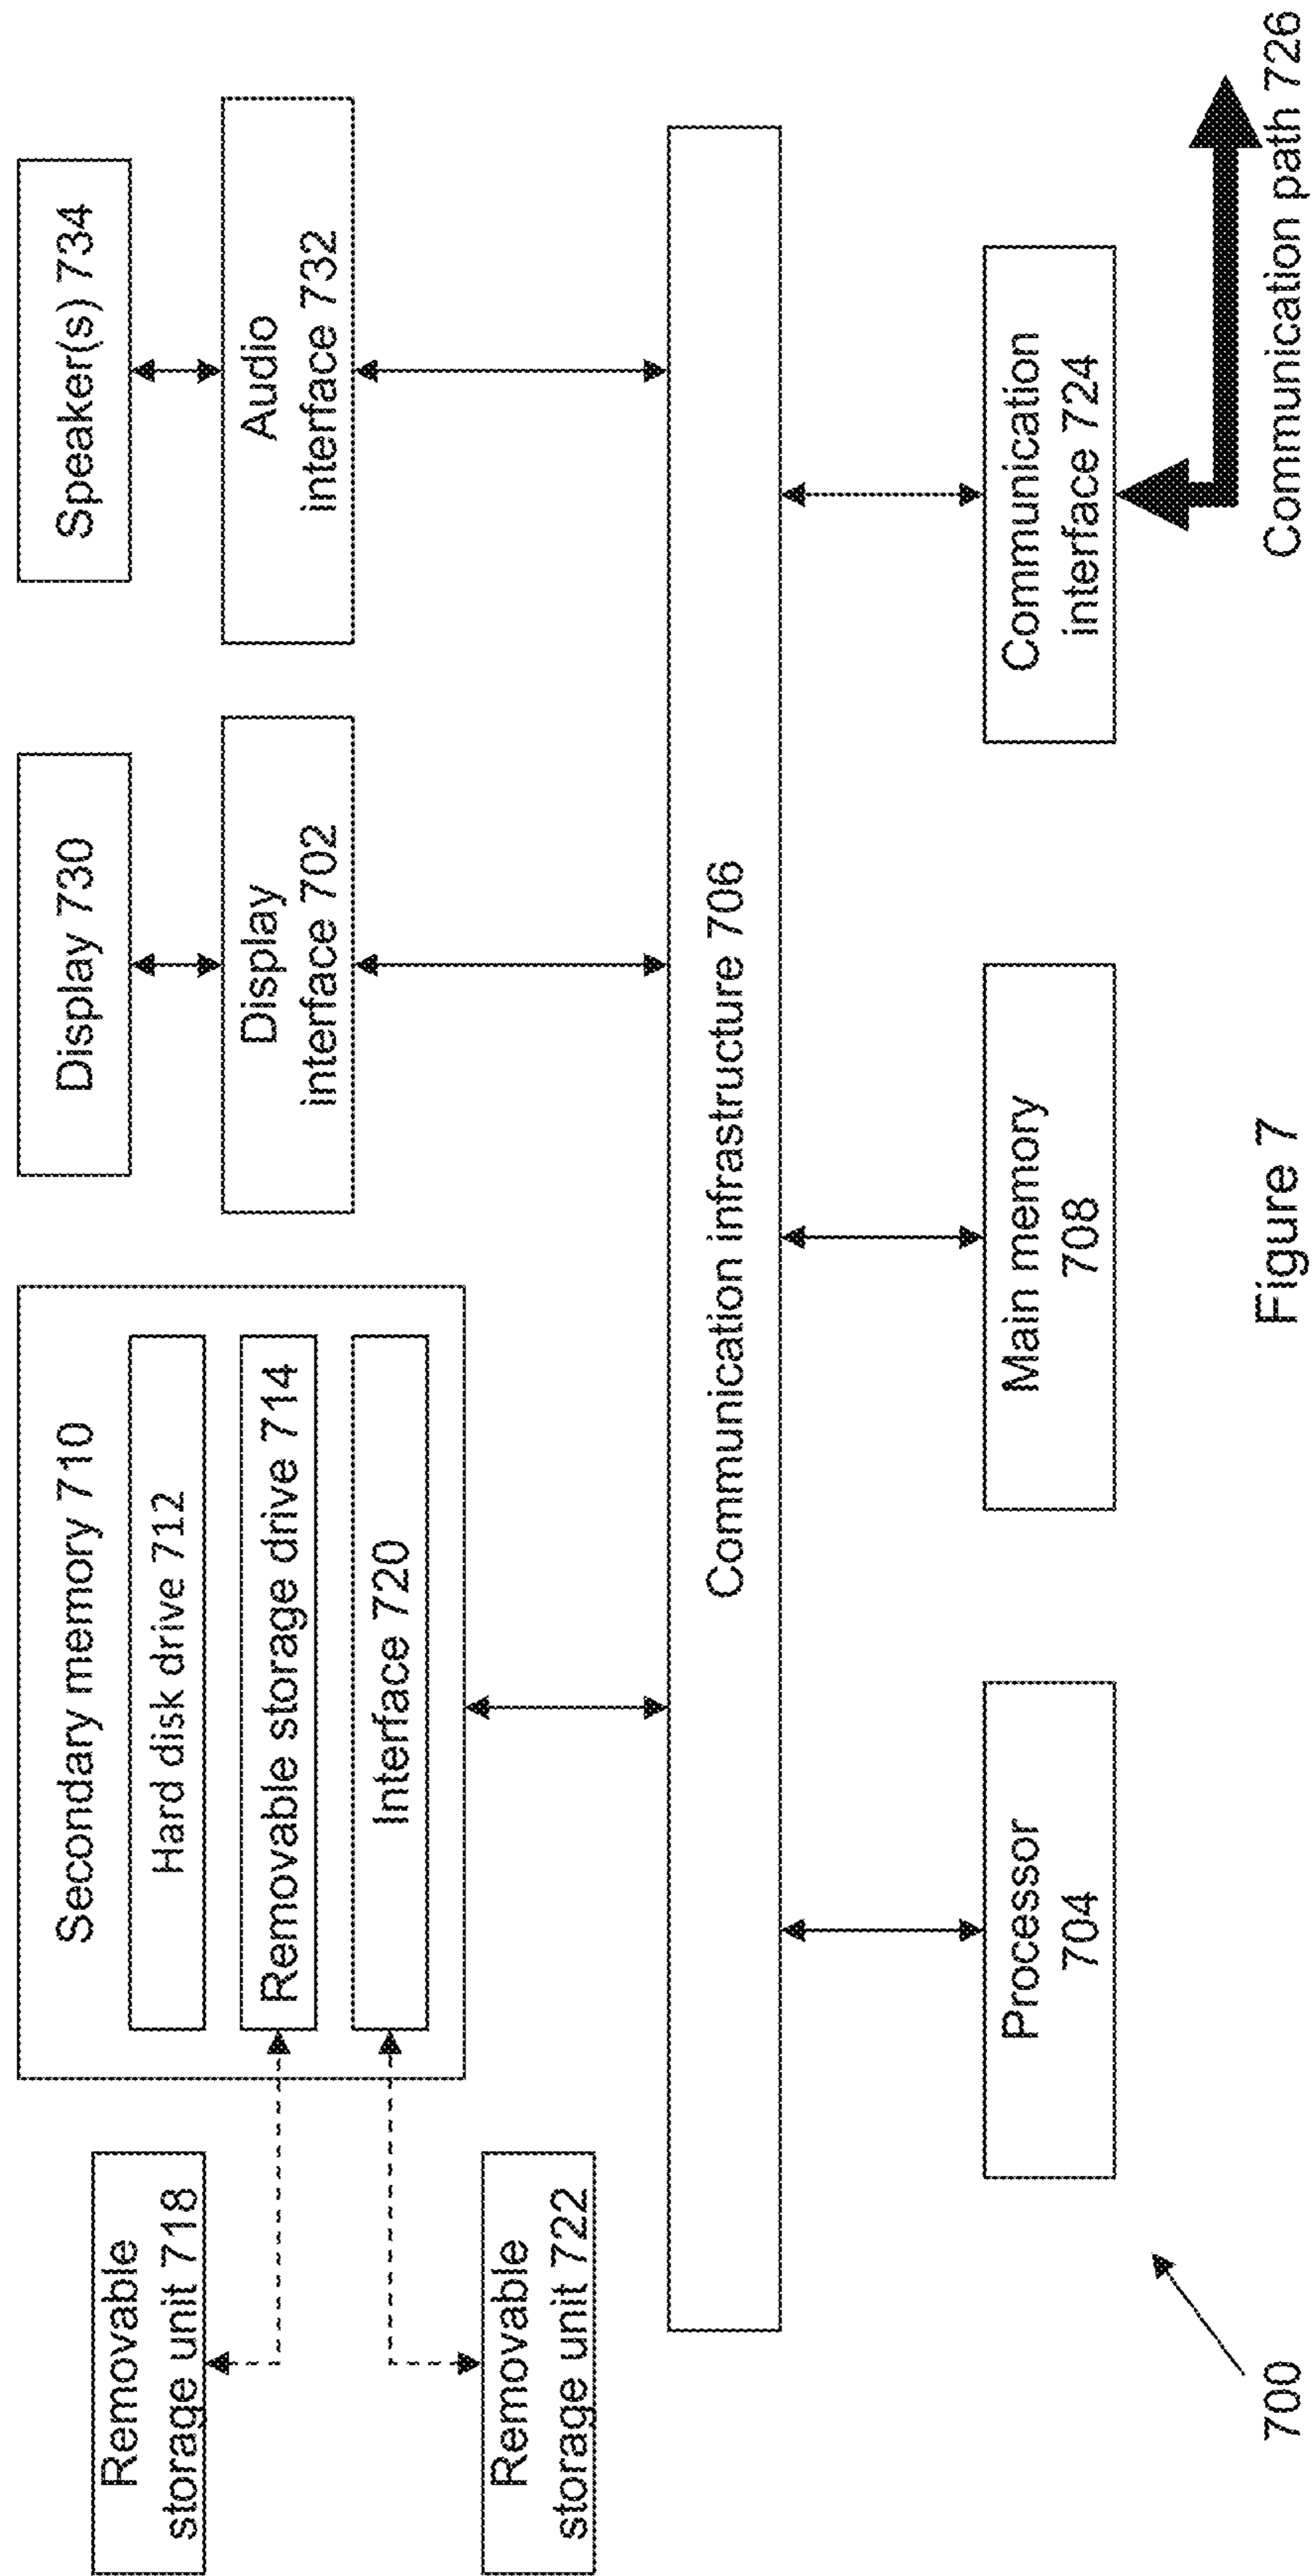 Removable
storage unit 718
Removable
storage unit 722
Secondary memory 710
Hard disk drive 712
Removable storage drive 714
Interface 720
Display 730
Display
interface 702
Speaker(s) 734
Audio
interface 732
Communication infrastructure 706
Processor
704
Main memory
708
Communication
interface 724
Communication path 726
700
Figure 7